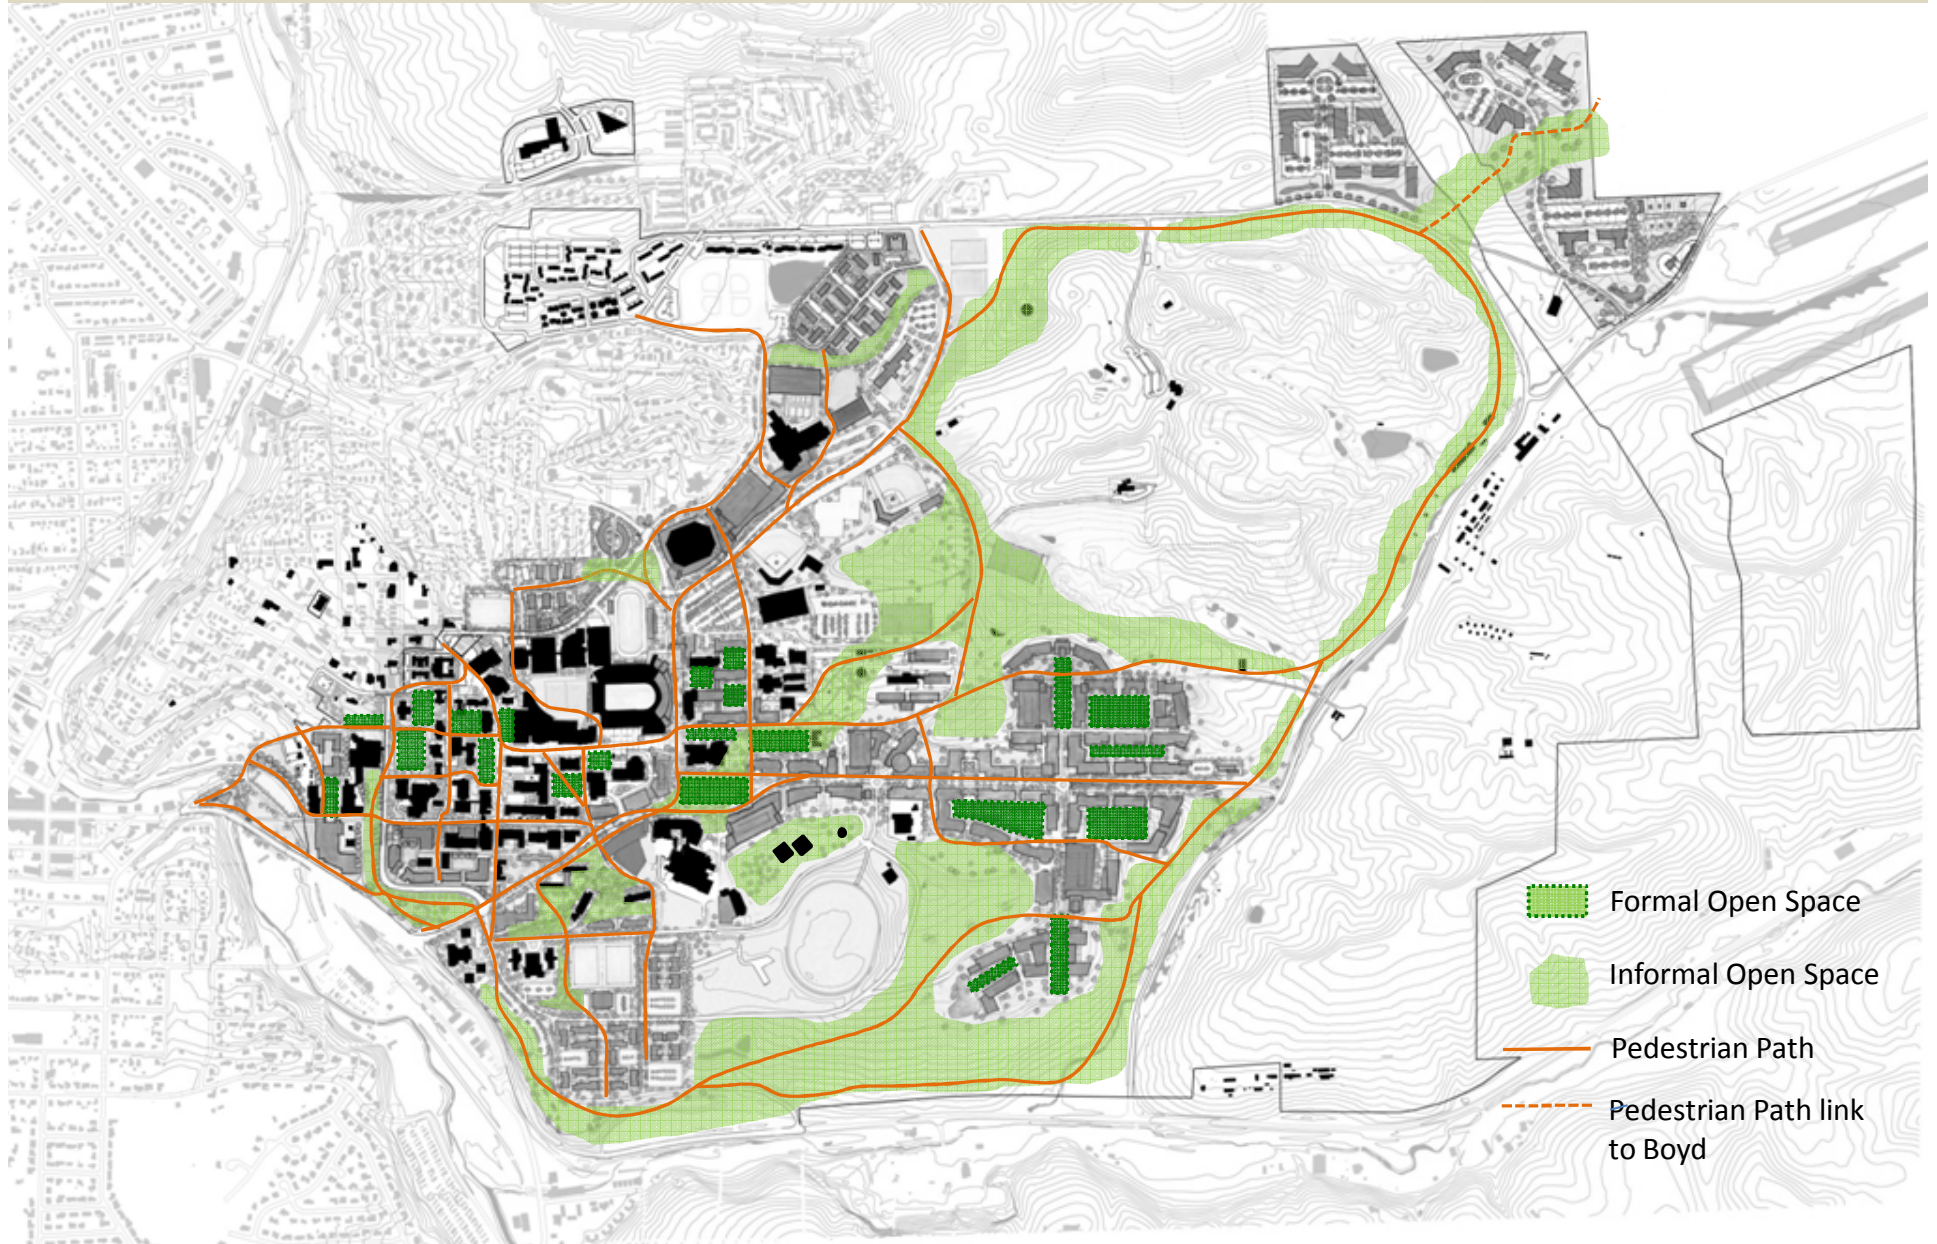 Formal Open Space
Informal Open Space
Pedestrian Path
Pedestrian Path link
to Boyd